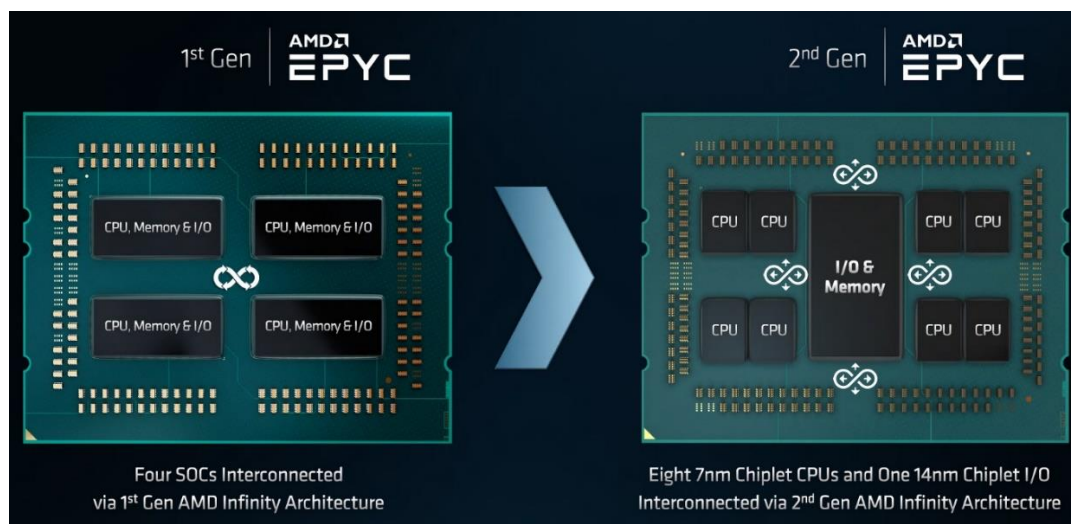 1st Gen
AMD
EPYC
2nd Gen
AMD
EPYC
CPU, Memory & I/O
CPU, Memory & I/O
CPU, Memory & I/O
CPU, Memory & I/O
CPU
CPU
CPU
CPU
I/O &
Memory
CPU
CPU
CPU
CPU
Four SOCs Interconnected
via 1st Gen AMD Infinity Architecture
Eight 7nm Chiplet CPUs and One 14nm Chiplet I/O
Interconnected via 2nd Gen AMD Infinity Architecture